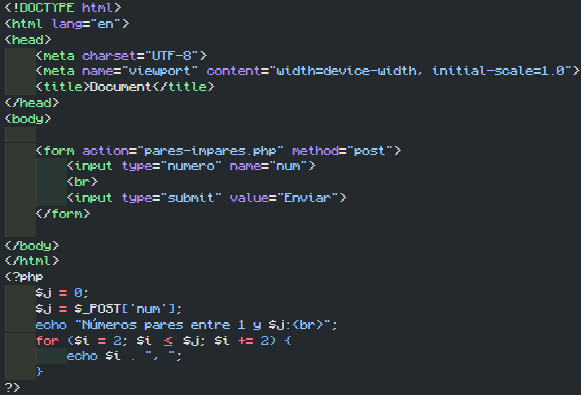 <!DOCTYPE html>
<html lang="en">
<head>
    <meta charset="UTF-8">
    <meta name="viewport" content="width=device-width, initial-scale=1.0">
    <title>Document</title>
</head>
<body>
    <form action="pares-impares.php" method="post">
        <input type="numero" name="num">
        <br>
        <input type="submit" value="Enviar">
    </form>
</body>
</html>
<?php
    $j = 0;
    $j = $_POST['num'];
    echo "Números pares entre 1 y $j:<br>";
    for ($i = 2; $i ≤ $j; $i += 2) {
        echo $i . ", ";
    }
?>